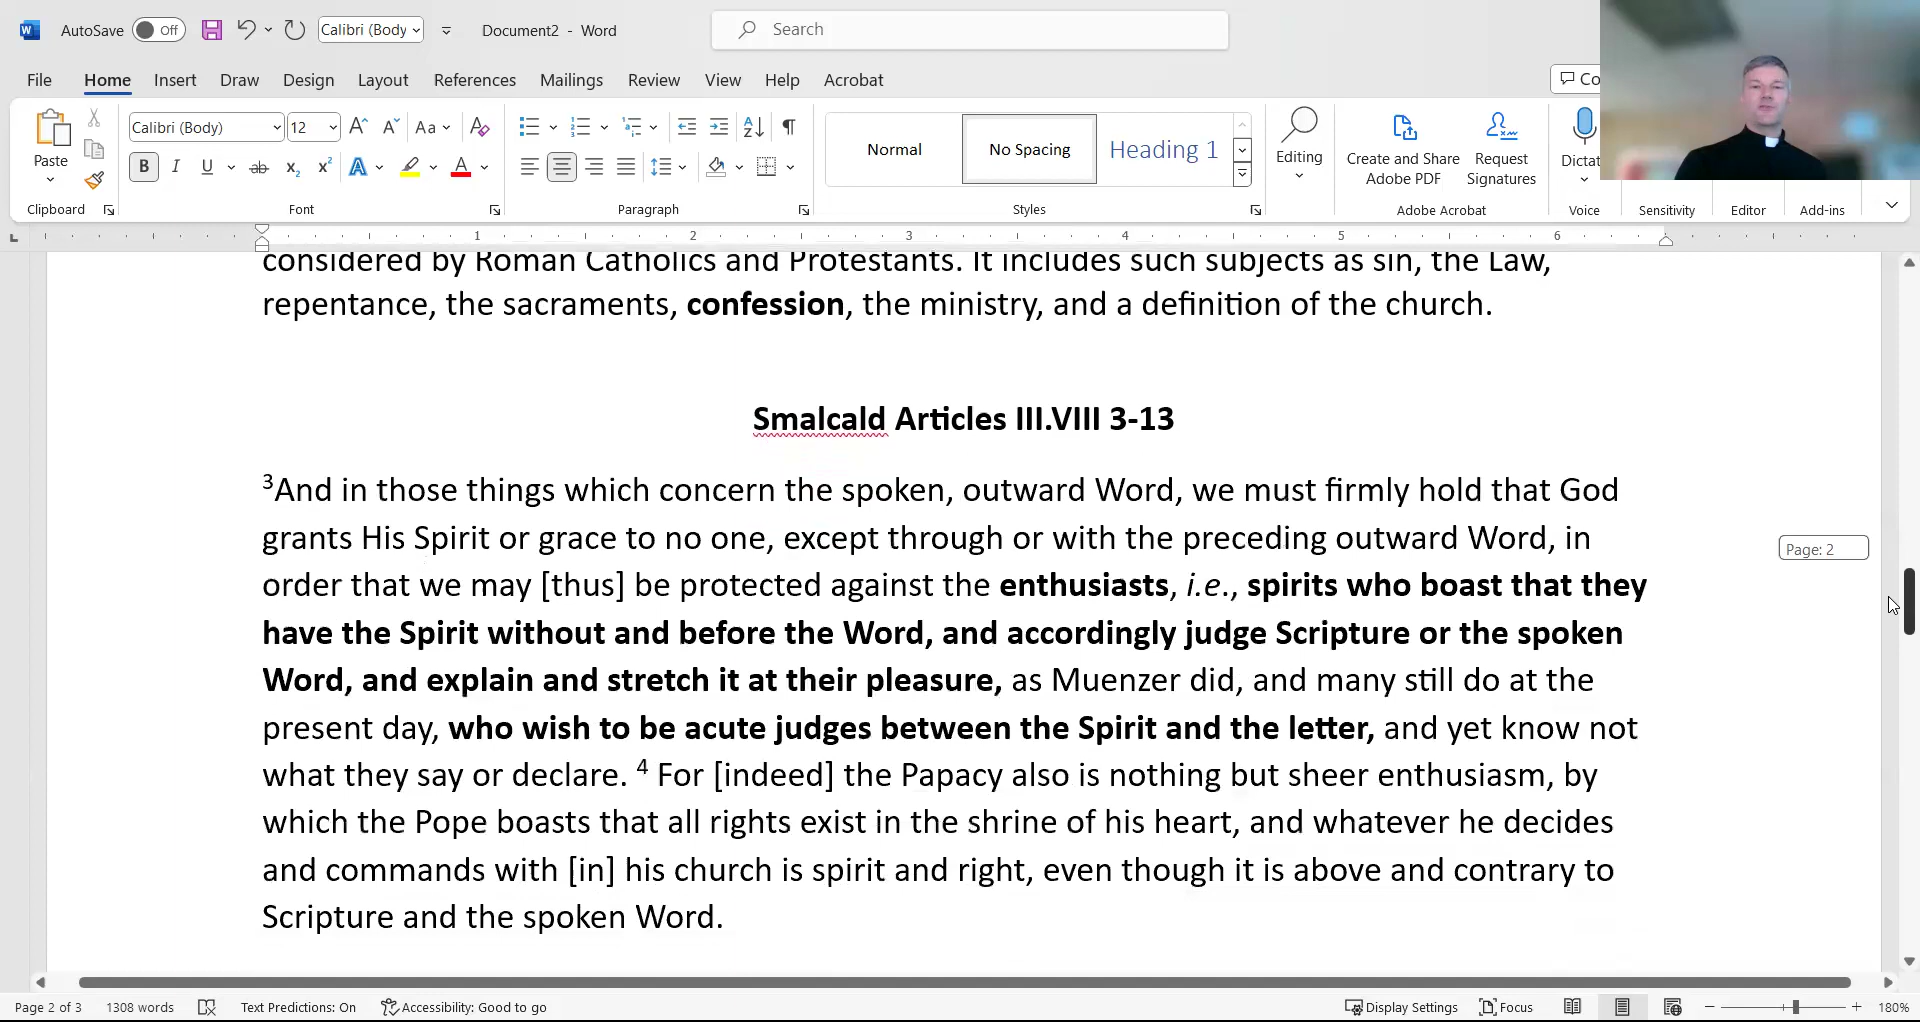 AutoSave Off Calibri (Body Document2 - Word Search
File Home Insert Draw Design Layout References Mailings Review View Help Acrobat Co
Paste Calibri (Body) 12 Aa Normal No Spacing Heading 1 Editing Create and Share Adobe PDF Request Signatures Dictat
Clipboard Font Paragraph Styles Adobe Acrobat Voice Sensitivity Editor Add-ins
1 2 3 4 5 6
considered by Roman Catholics and Protestants. It includes such subjects as sin, the Law,
repentance, the sacraments, confession, the ministry, and a definition of the church.
Smalcald Articles III.VIII 3-13
3And in those things which concern the spoken, outward Word, we must firmly hold that God
grants His Spirit or grace to no one, except through or with the preceding outward Word, in
Page: 2
order that we may [thus] be protected against the enthusiasts, i.e., spirits who boast that they
have the Spirit without and before the Word, and accordingly judge Scripture or the spoken
Word, and explain and stretch it at their pleasure, as Muenzer did, and many still do at the
present day, who wish to be acute judges between the Spirit and the letter, and yet know not
what they say or declare. 4 For [indeed] the Papacy also is nothing but sheer enthusiasm, by
which the Pope boasts that all rights exist in the shrine of his heart, and whatever he decides
and commands with [in] his church is spirit and right, even though it is above and contrary to
Scripture and the spoken Word.
Page 2 of 3 1308 words Text Predictions: On Accessibility: Good to go Display Settings Focus 180%